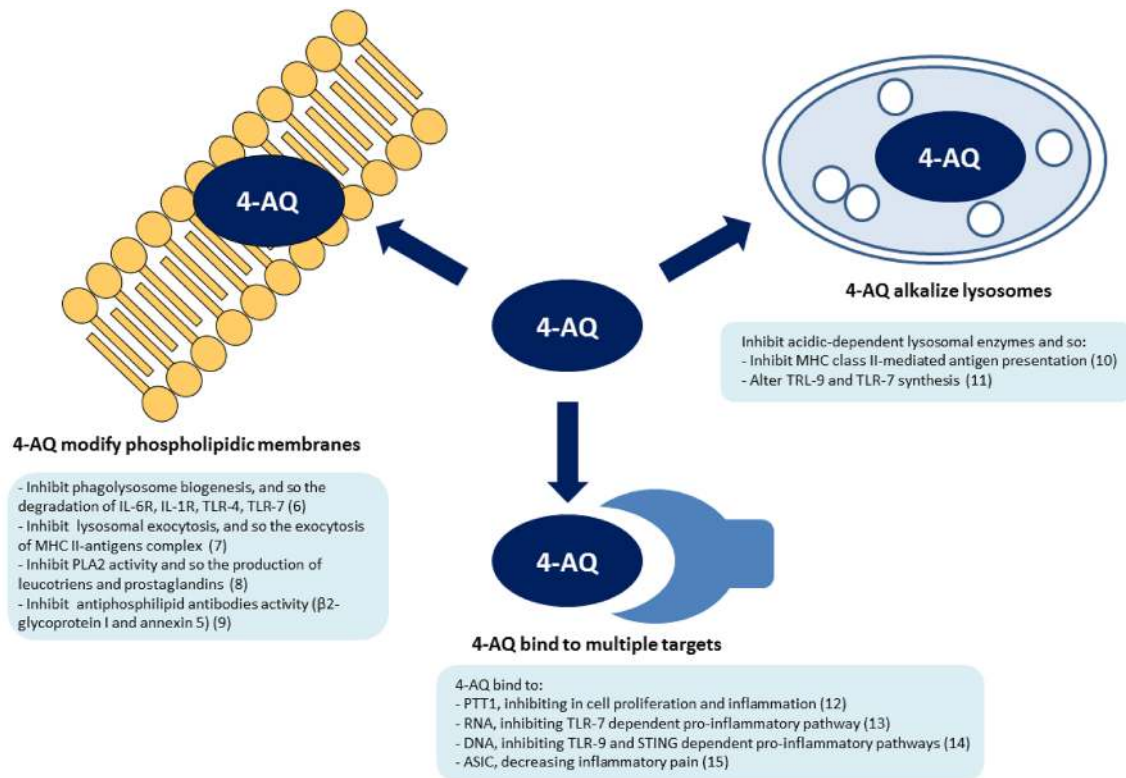 4-AQ
4-AQ
4-AQ
4-AQ alkalize lysosomes
Inhibit acidic-dependent lysosomal enzymes and so:
- Inhibit MHC class II-mediated antigen presentation (10)
- Alter TRL-9 and TLR-7 synthesis (11)
4-AQ modify phospholipidic membranes
- Inhibit phagolysosome biogenesis, and so the
degradation of IL-6R, IL-1R, TLR-4, TLR-7 (6)
- Inhibit lysosomal exocytosis, and so the exocytosis
of MHC II-antigens complex (7)
- Inhibit PLA2 activity and so the production of
leucotriens and prostaglandins (8)
- Inhibit antiphosphilipid antibodies activity (β2-
glycoprotein I and annexin 5) (9)
4-AQ
4-AQ bind to multiple targets
4-AQ bind to:
- PTT1, inhibiting in cell proliferation and inflammation (12)
- RNA, inhibiting TLR-7 dependent pro-inflammatory pathway (13)
- DNA, inhibiting TLR-9 and STING dependent pro-inflammatory pathways (14)
- ASIC, decreasing inflammatory pain (15)